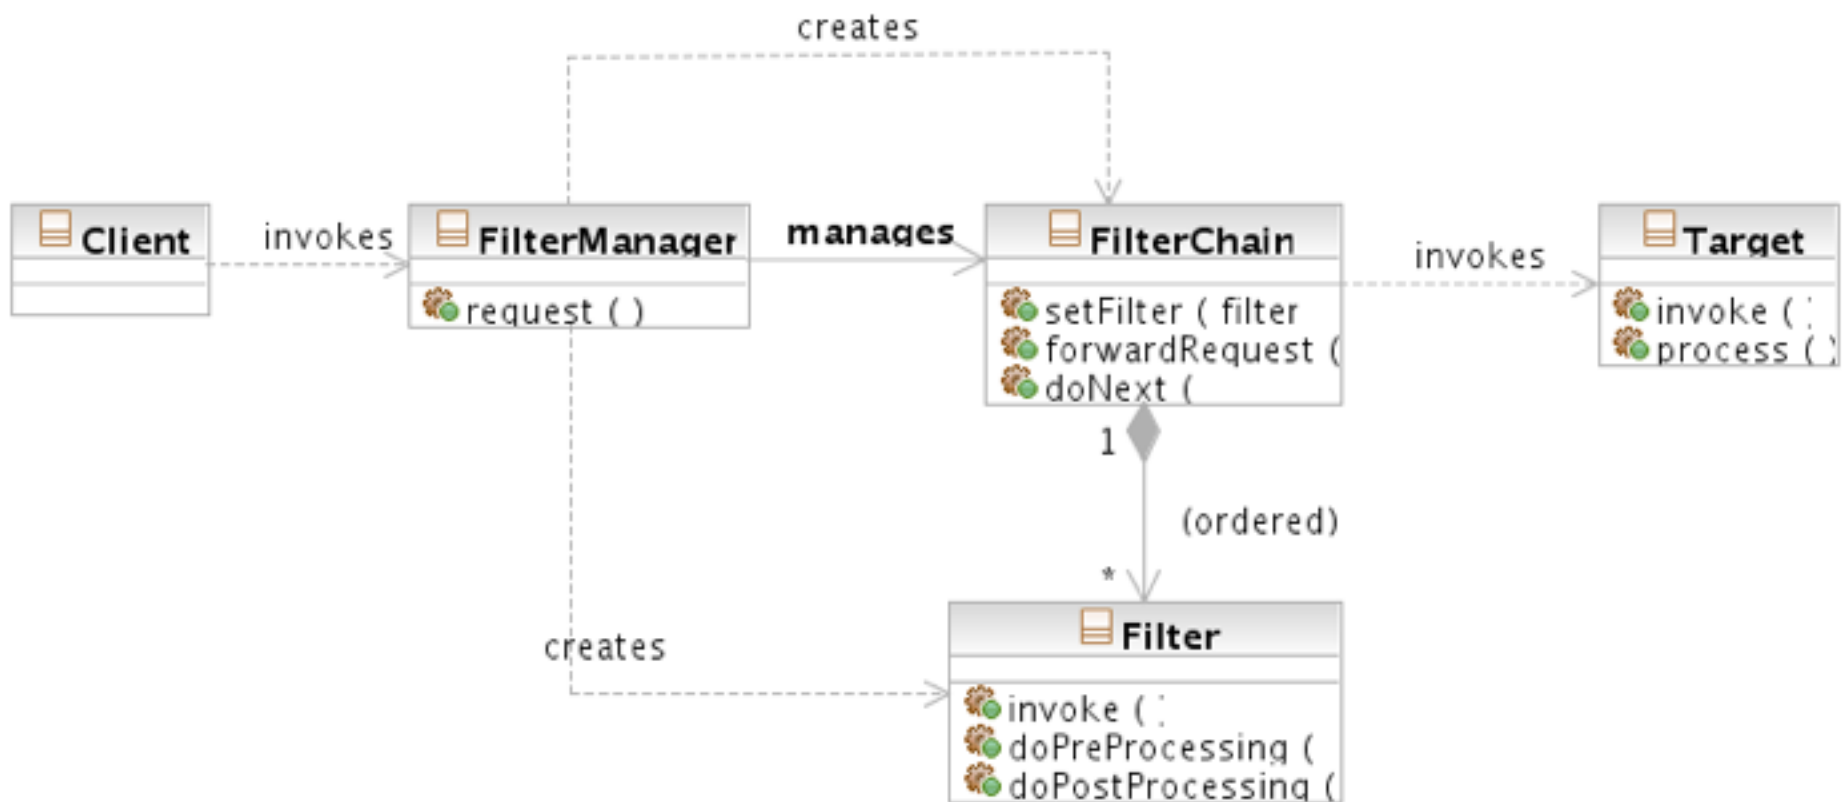 creates
Client
invokes
FilterManager
request ( )
manages
FilterChain
setFilter ( filter
forwardRequest (
doNext (
invokes
Target
invoke (
process ( )
1
(ordered)
*
creates
Filter
invoke (
doPreProcessing (
doPostProcessing (